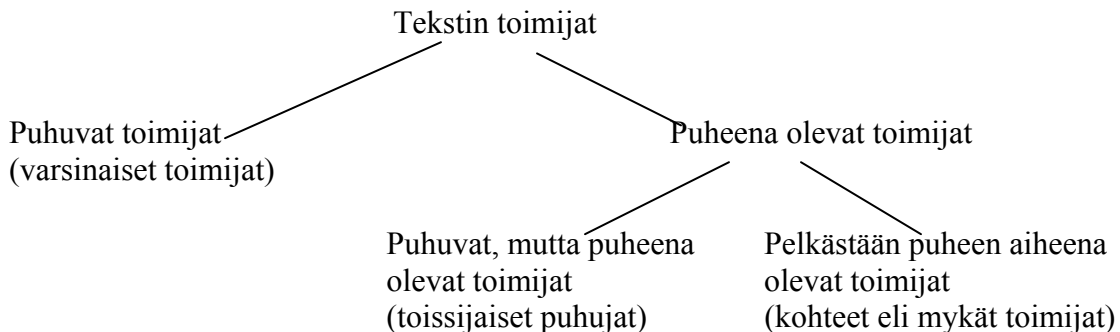 Tekstin toimijat
Puhuvat toimijat
(varsinaiset toimijat)
Puheena olevat toimijat
Puhuvat, mutta puheena
olevat toimijat
(toissijaiset puhujat)
Pelkästään puheen aiheena
olevat toimijat
(kohteet eli mykät toimijat)